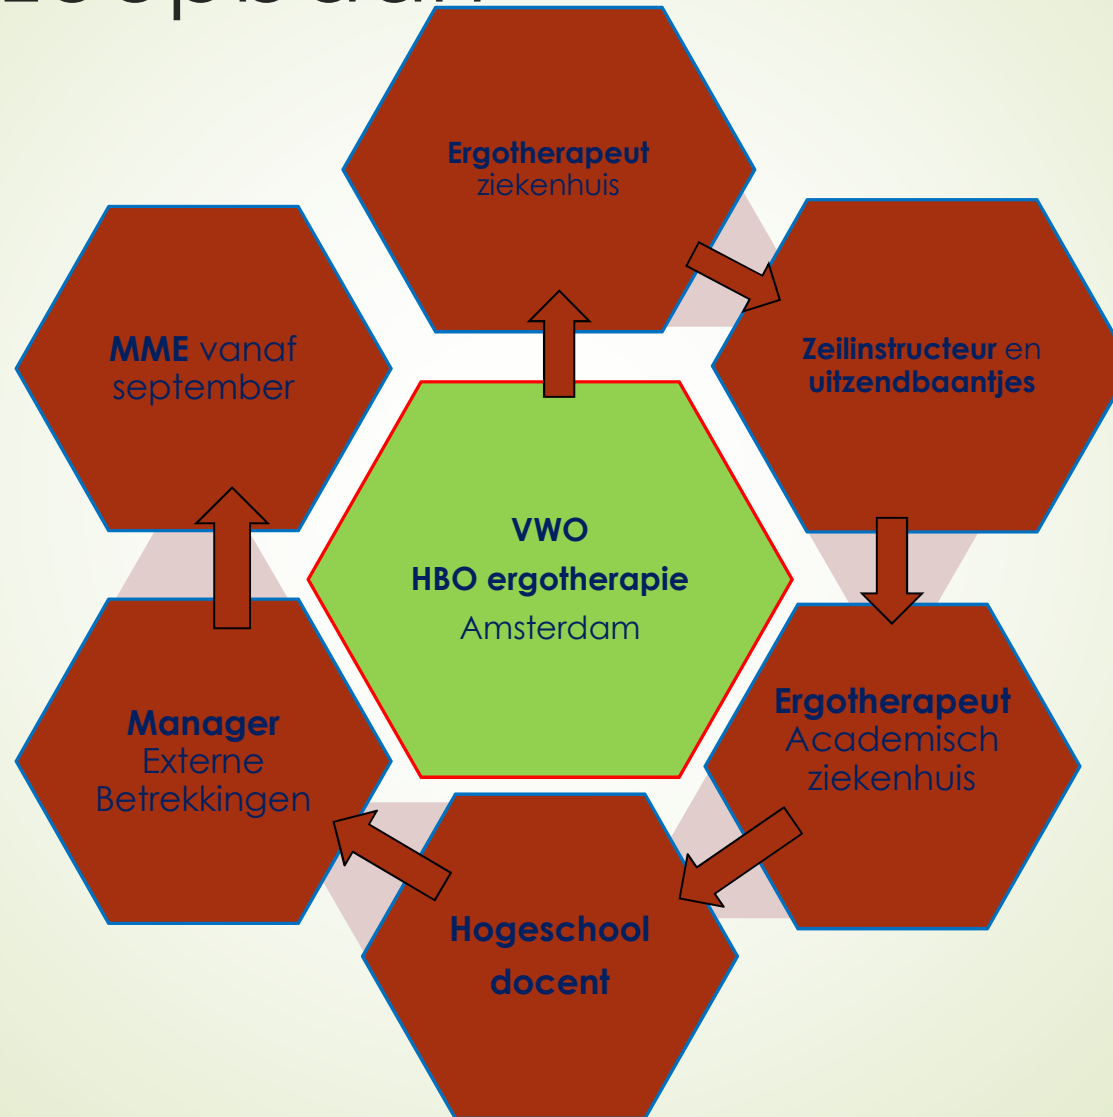 Loopbaan
Ergotherapeut
ziekenhuis
Zeilinstructeur en
uitzendbaantjes
MME vanaf
september
VWO
HBO ergotherapie
Amsterdam
Ergotherapeut
Academisch
ziekenhuis
Manager
Externe
Betrekkingen
Hogeschool
docent